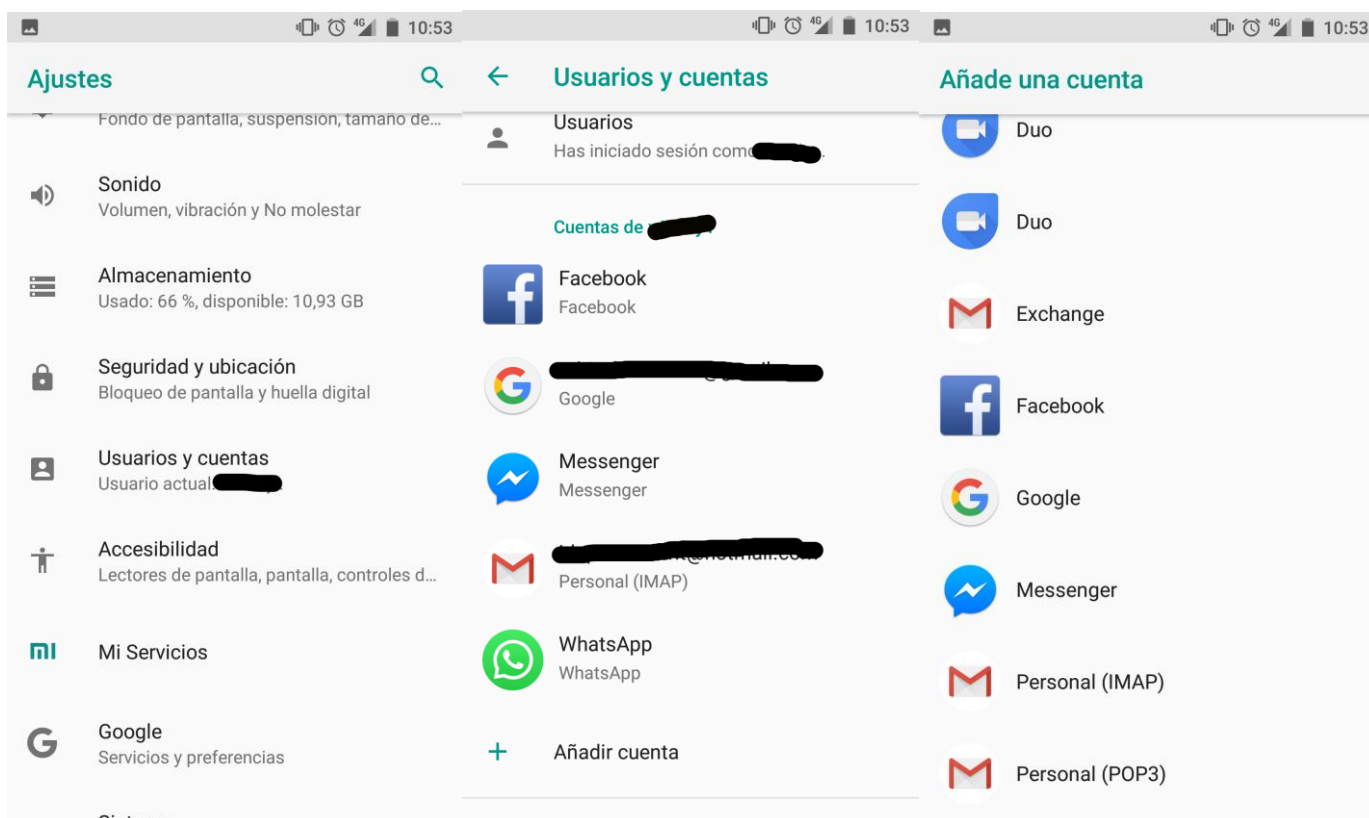 10:53
Ajustes
Fondo de pantalla, suspensión, tamaño de…
Sonido
Volumen, vibración y No molestar
Almacenamiento
Usado: 66 %, disponible: 10,93 GB
Seguridad y ubicación
Bloqueo de pantalla y huella digital
Usuarios y cuentas
Usuario actual:
Accesibilidad
Lectores de pantalla, pantalla, controles d…
Mi Servicios
Google
Servicios y preferencias
4G 10:53
Usuarios y cuentas
Usuarios
Has iniciado sesión como
Cuentas de
Facebook
Facebook
Google
Messenger
Messenger
Personal (IMAP)
WhatsApp
WhatsApp
Añadir cuenta
4G 10:53
Añade una cuenta
Duo
Duo
Exchange
Facebook
Google
Messenger
Personal (IMAP)
Personal (POP3)